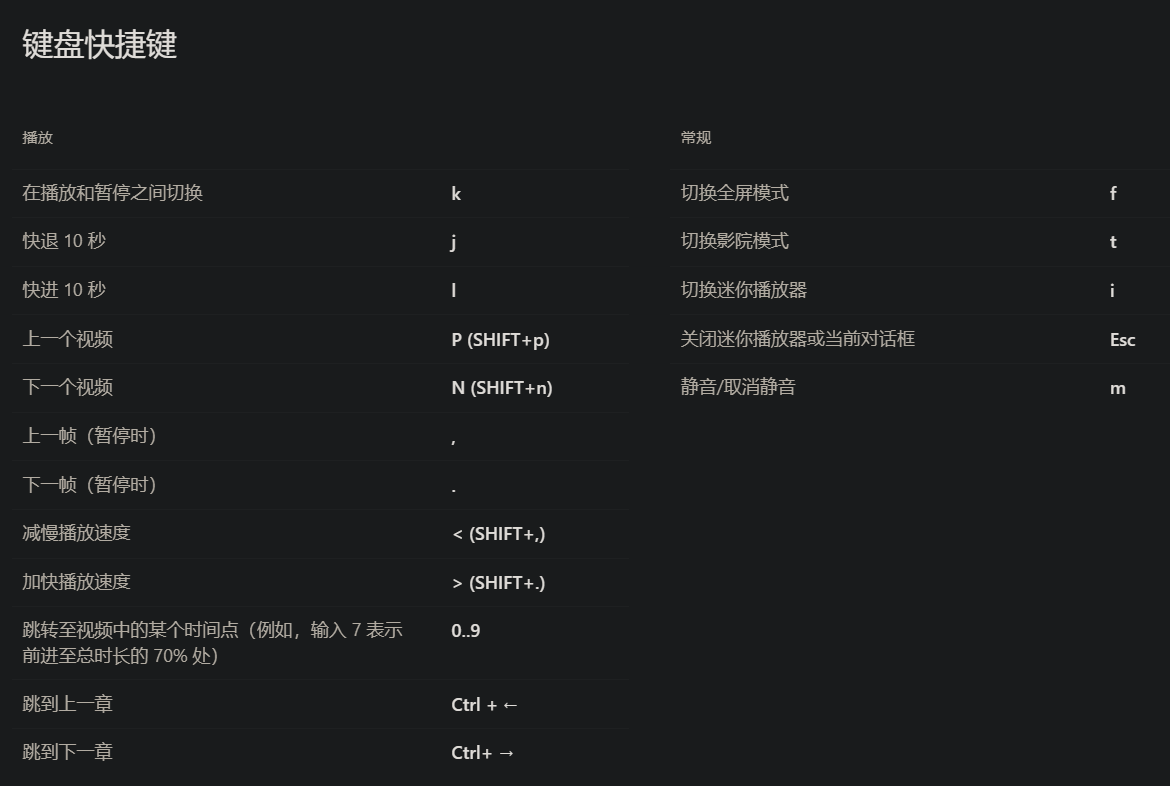 键盘快捷键
播放
在播放和暂停之间切换 k
快退 10 秒 j
快进 10 秒 l
上一个视频 P (SHIFT+p)
下一个视频 N (SHIFT+n)
上一帧（暂停时） ,
下一帧（暂停时） .
减慢播放速度 < (SHIFT+,)
加快播放速度 > (SHIFT+.)
跳转至视频中的某个时间点（例如，输入 7 表示 0..9
前进至总时长的 70% 处）
跳到上一章 Ctrl + ←
跳到下一章 Ctrl+ →
常规
切换全屏模式 f
切换影院模式 t
切换迷你播放器 i
关闭迷你播放器或当前对话框 Esc
静音/取消静音 m